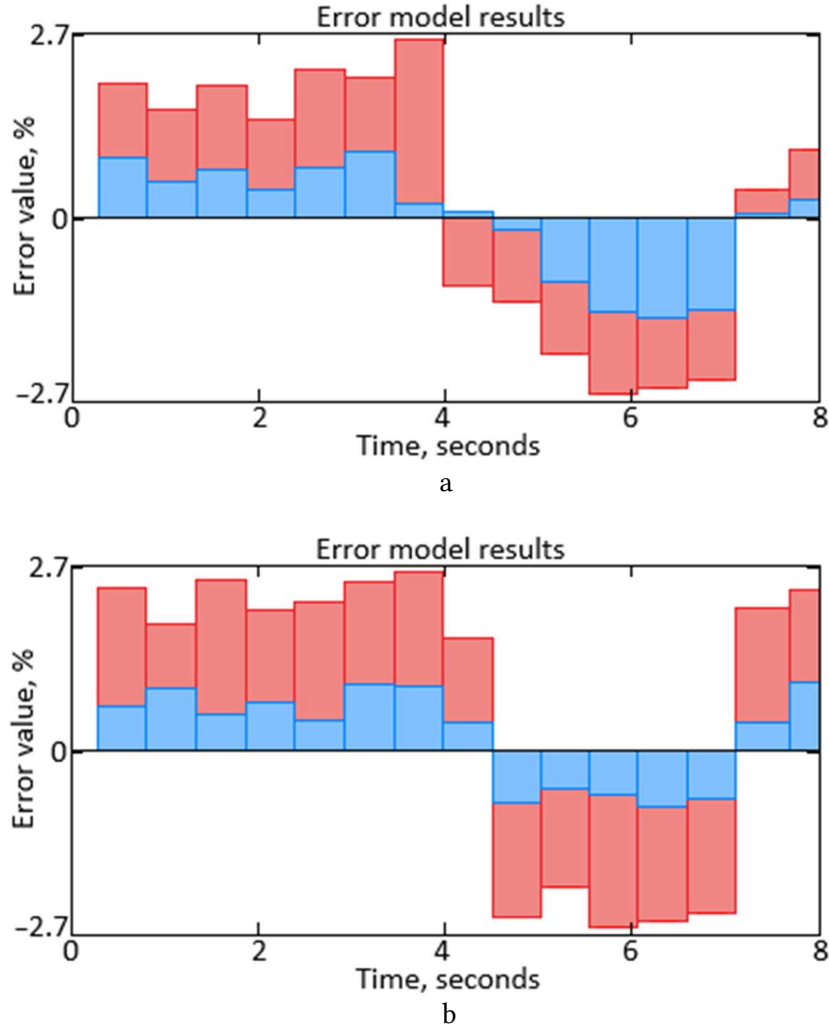 Error model results
2.7
0
−2.7
Error value, %
0 2 4 6 8
Time, seconds
a
Error model results
2.7
0
−2.7
Error value, %
0 2 4 6 8
Time, seconds
b